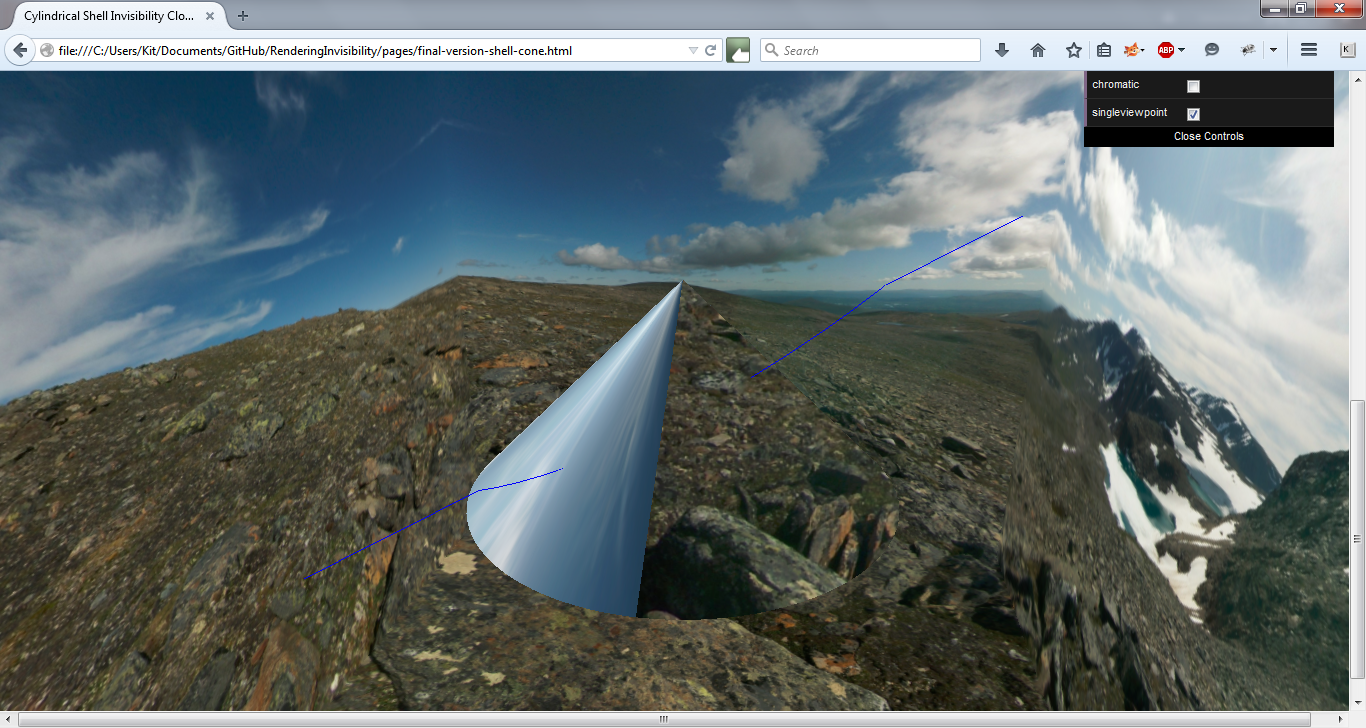 Cylindrical Shell Invisibility Clo...
file:///C:/Users/Kit/Documents/GitHub/RenderingInvisibility/pages/final-version-shell-cone.html
Search
ABP
K
chromatic
singleviewpoint
Close Controls